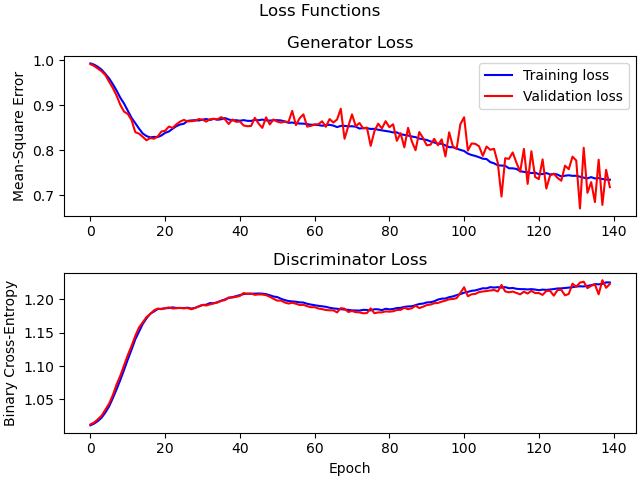 Loss Functions
Generator Loss
Mean-Square Error
1.0
0.9
0.8
0.7
Training loss
Validation loss
0 20 40 60 80 100 120 140
Discriminator Loss
Binary Cross-Entropy
1.20
1.15
1.10
1.05
0 20 40 60 80 100 120 140
Epoch